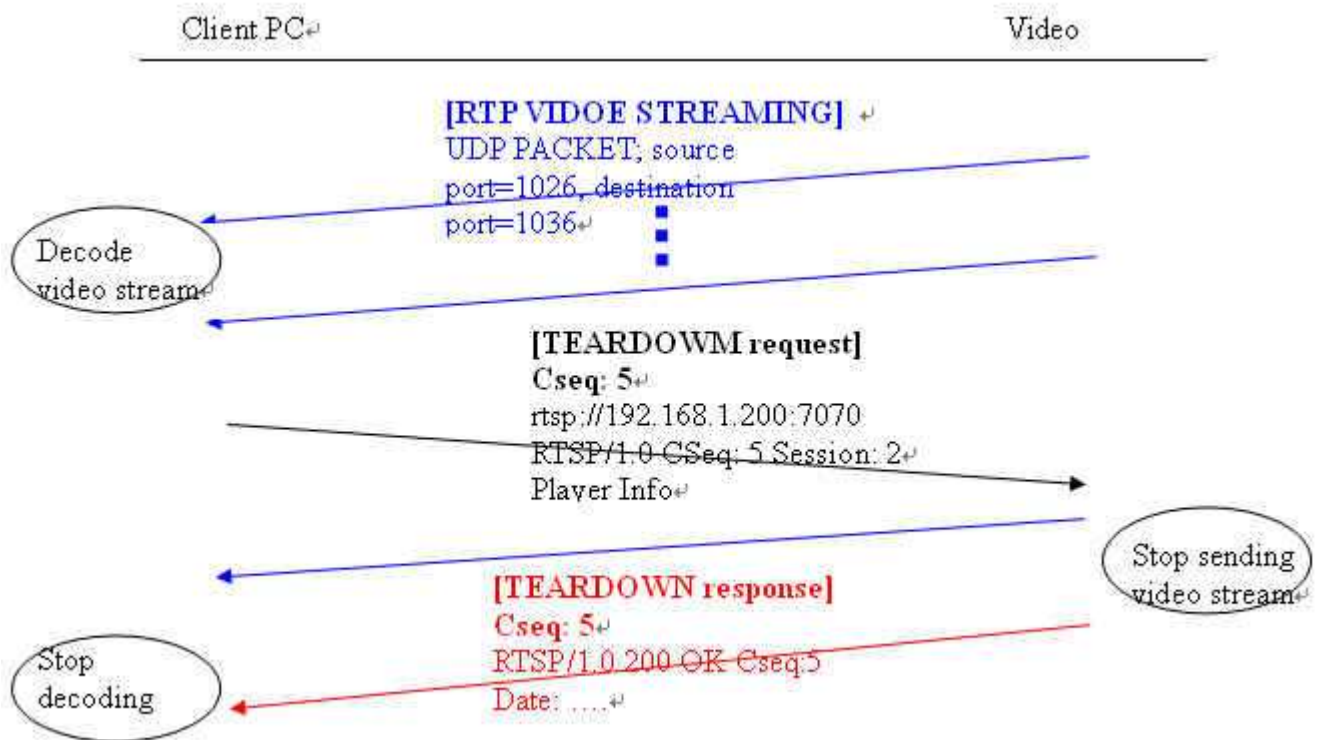 Client PC
Video
[RTP VIDOE STREAMING]
UDP PACKET; source
port=1026, destination
port=1036
Decode
video stream
[TEARDOWM request]
Cseq: 5
rtsp://192.168.1.200:7070
RTSP/1.0 CSeq: 5 Session: 2
Player Info
Stop sending
video stream
[TEARDOWN response]
Cseq: 5
RTSP/1.0 200 OK Cseq:5
Date: ....
Stop
decoding